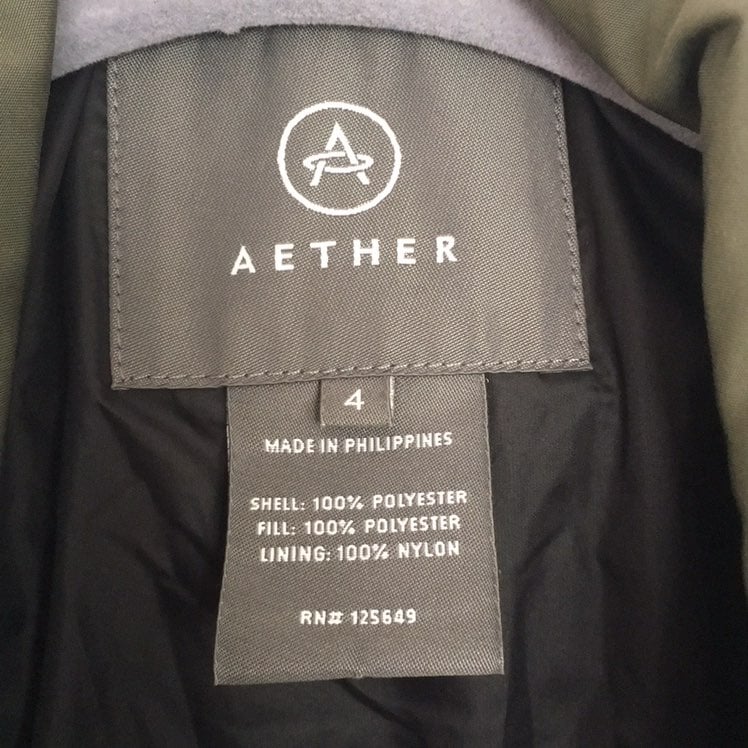 AETHER
4
MADE IN PHILIPPINES
SHELL: 100% POLYESTER
FILL: 100% POLYESTER
LINING: 100% NYLON
RN# 125649